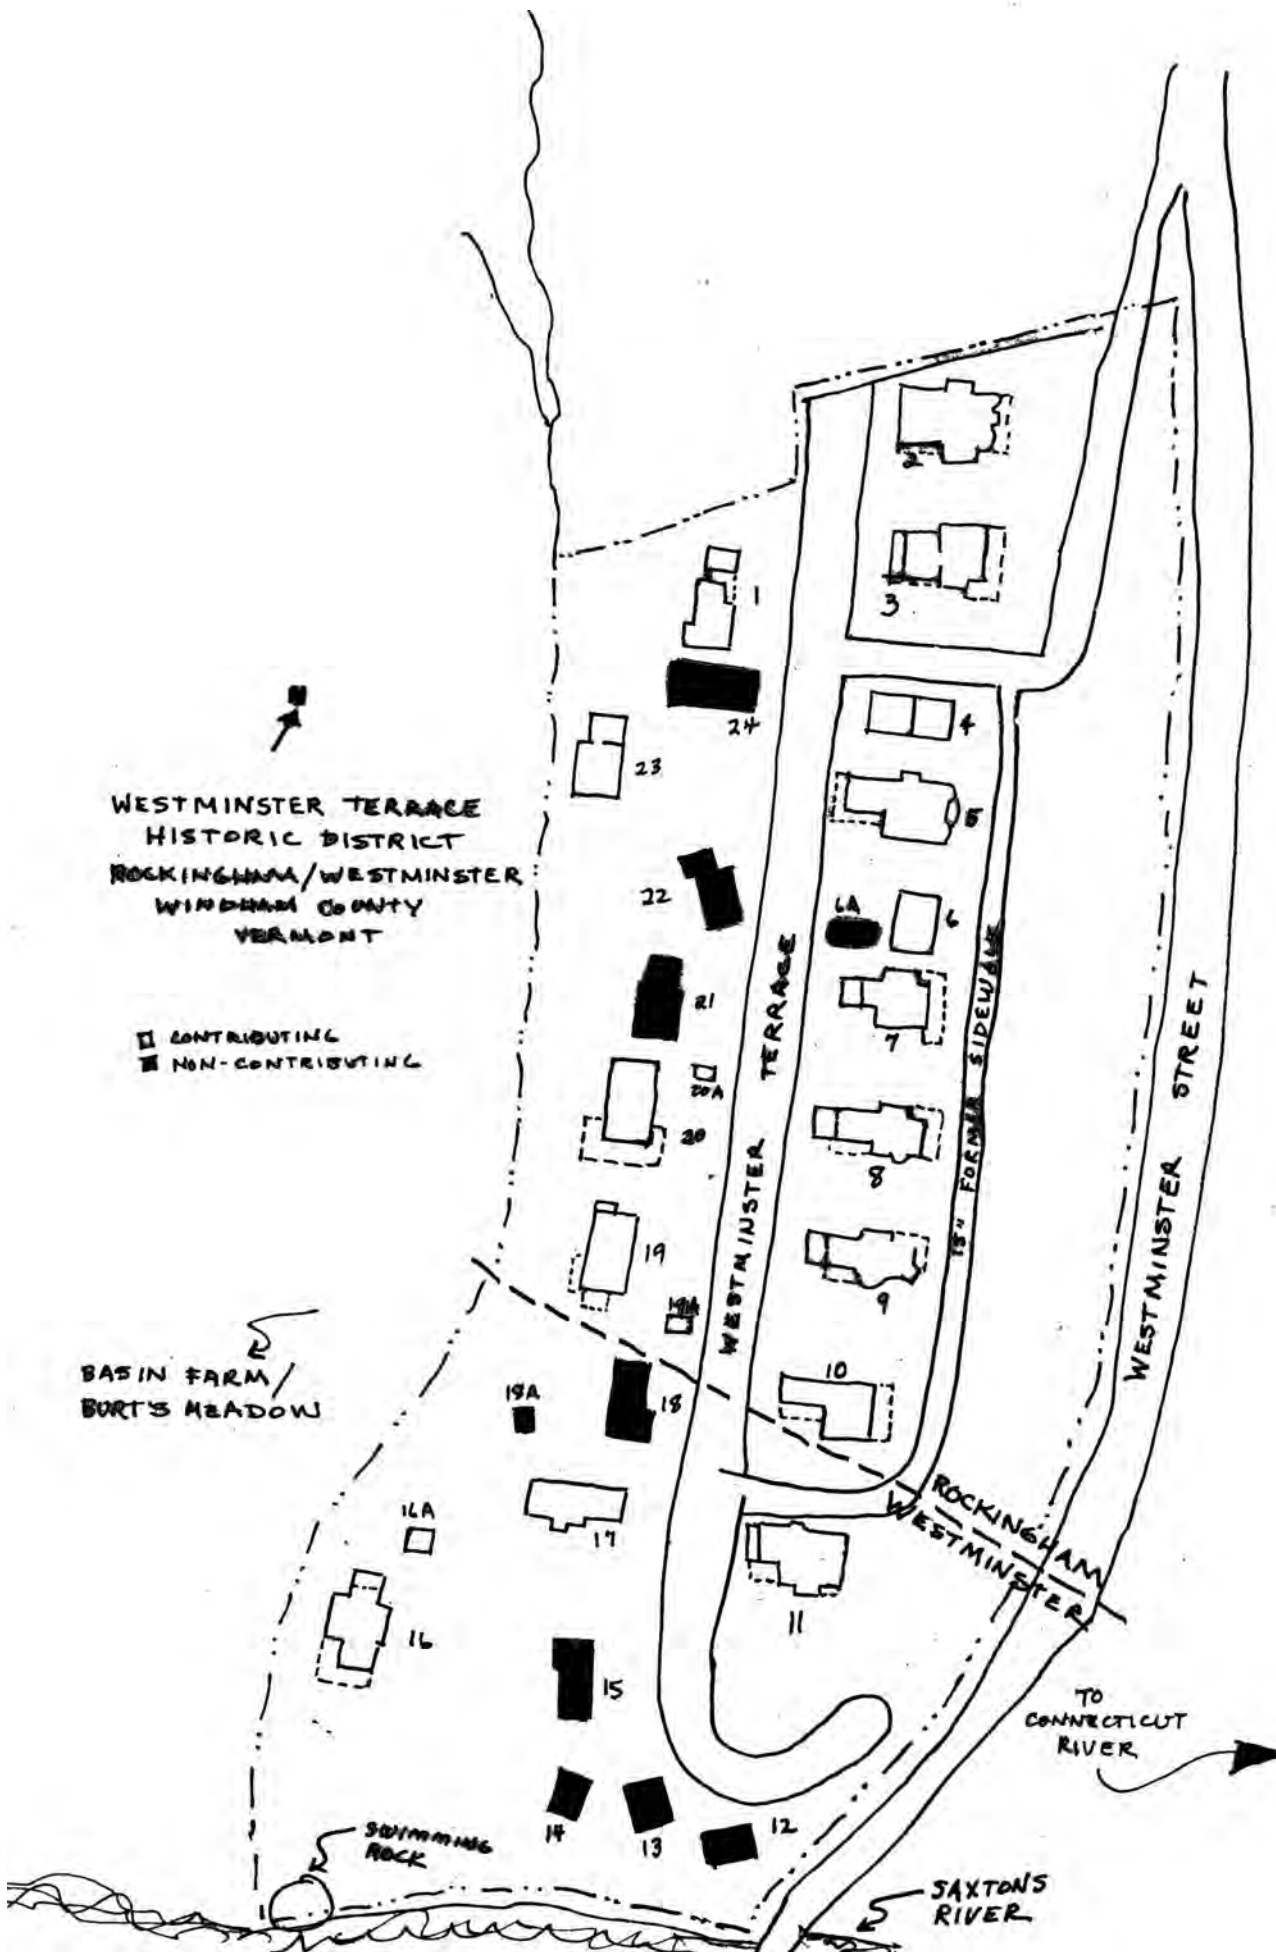 2
3
1
24
4
23
5
N
WESTMINSTER TERRACE
HISTORIC DISTRICT
ROCKINGHAM/WESTMINSTER
WINDHAM COUNTY
VERMONT
22
6A
6
21
7
CONTRIBUTING
NON-CONTRIBUTING
20A
20
8
WESTMINSTER TERRACE
15" FORMER SIDEWALK
WESTMINSTER STREET
19
9
19A
BASIN FARM/
BURT'S MEADOW
18A
18
10
ROCKINGHAM
WESTMINSTER
16A
17
16
11
15
TO
CONNECTICUT
RIVER
14
13
12
SWIMMING
ROCK
SAXTONS
RIVER